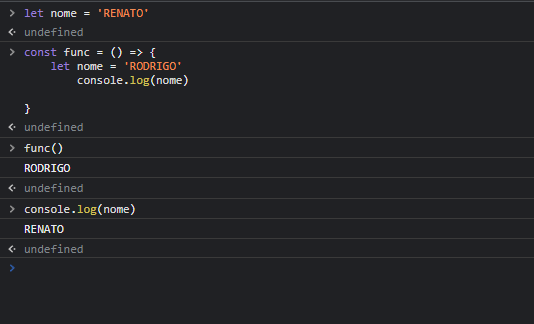 > let nome = 'RENATO'
<· undefined
> const func = () => {
    let nome = 'RODRIGO'
        console.log(nome)

}
<· undefined
> func()
RODRIGO
<· undefined
> console.log(nome)
RENATO
<· undefined
>